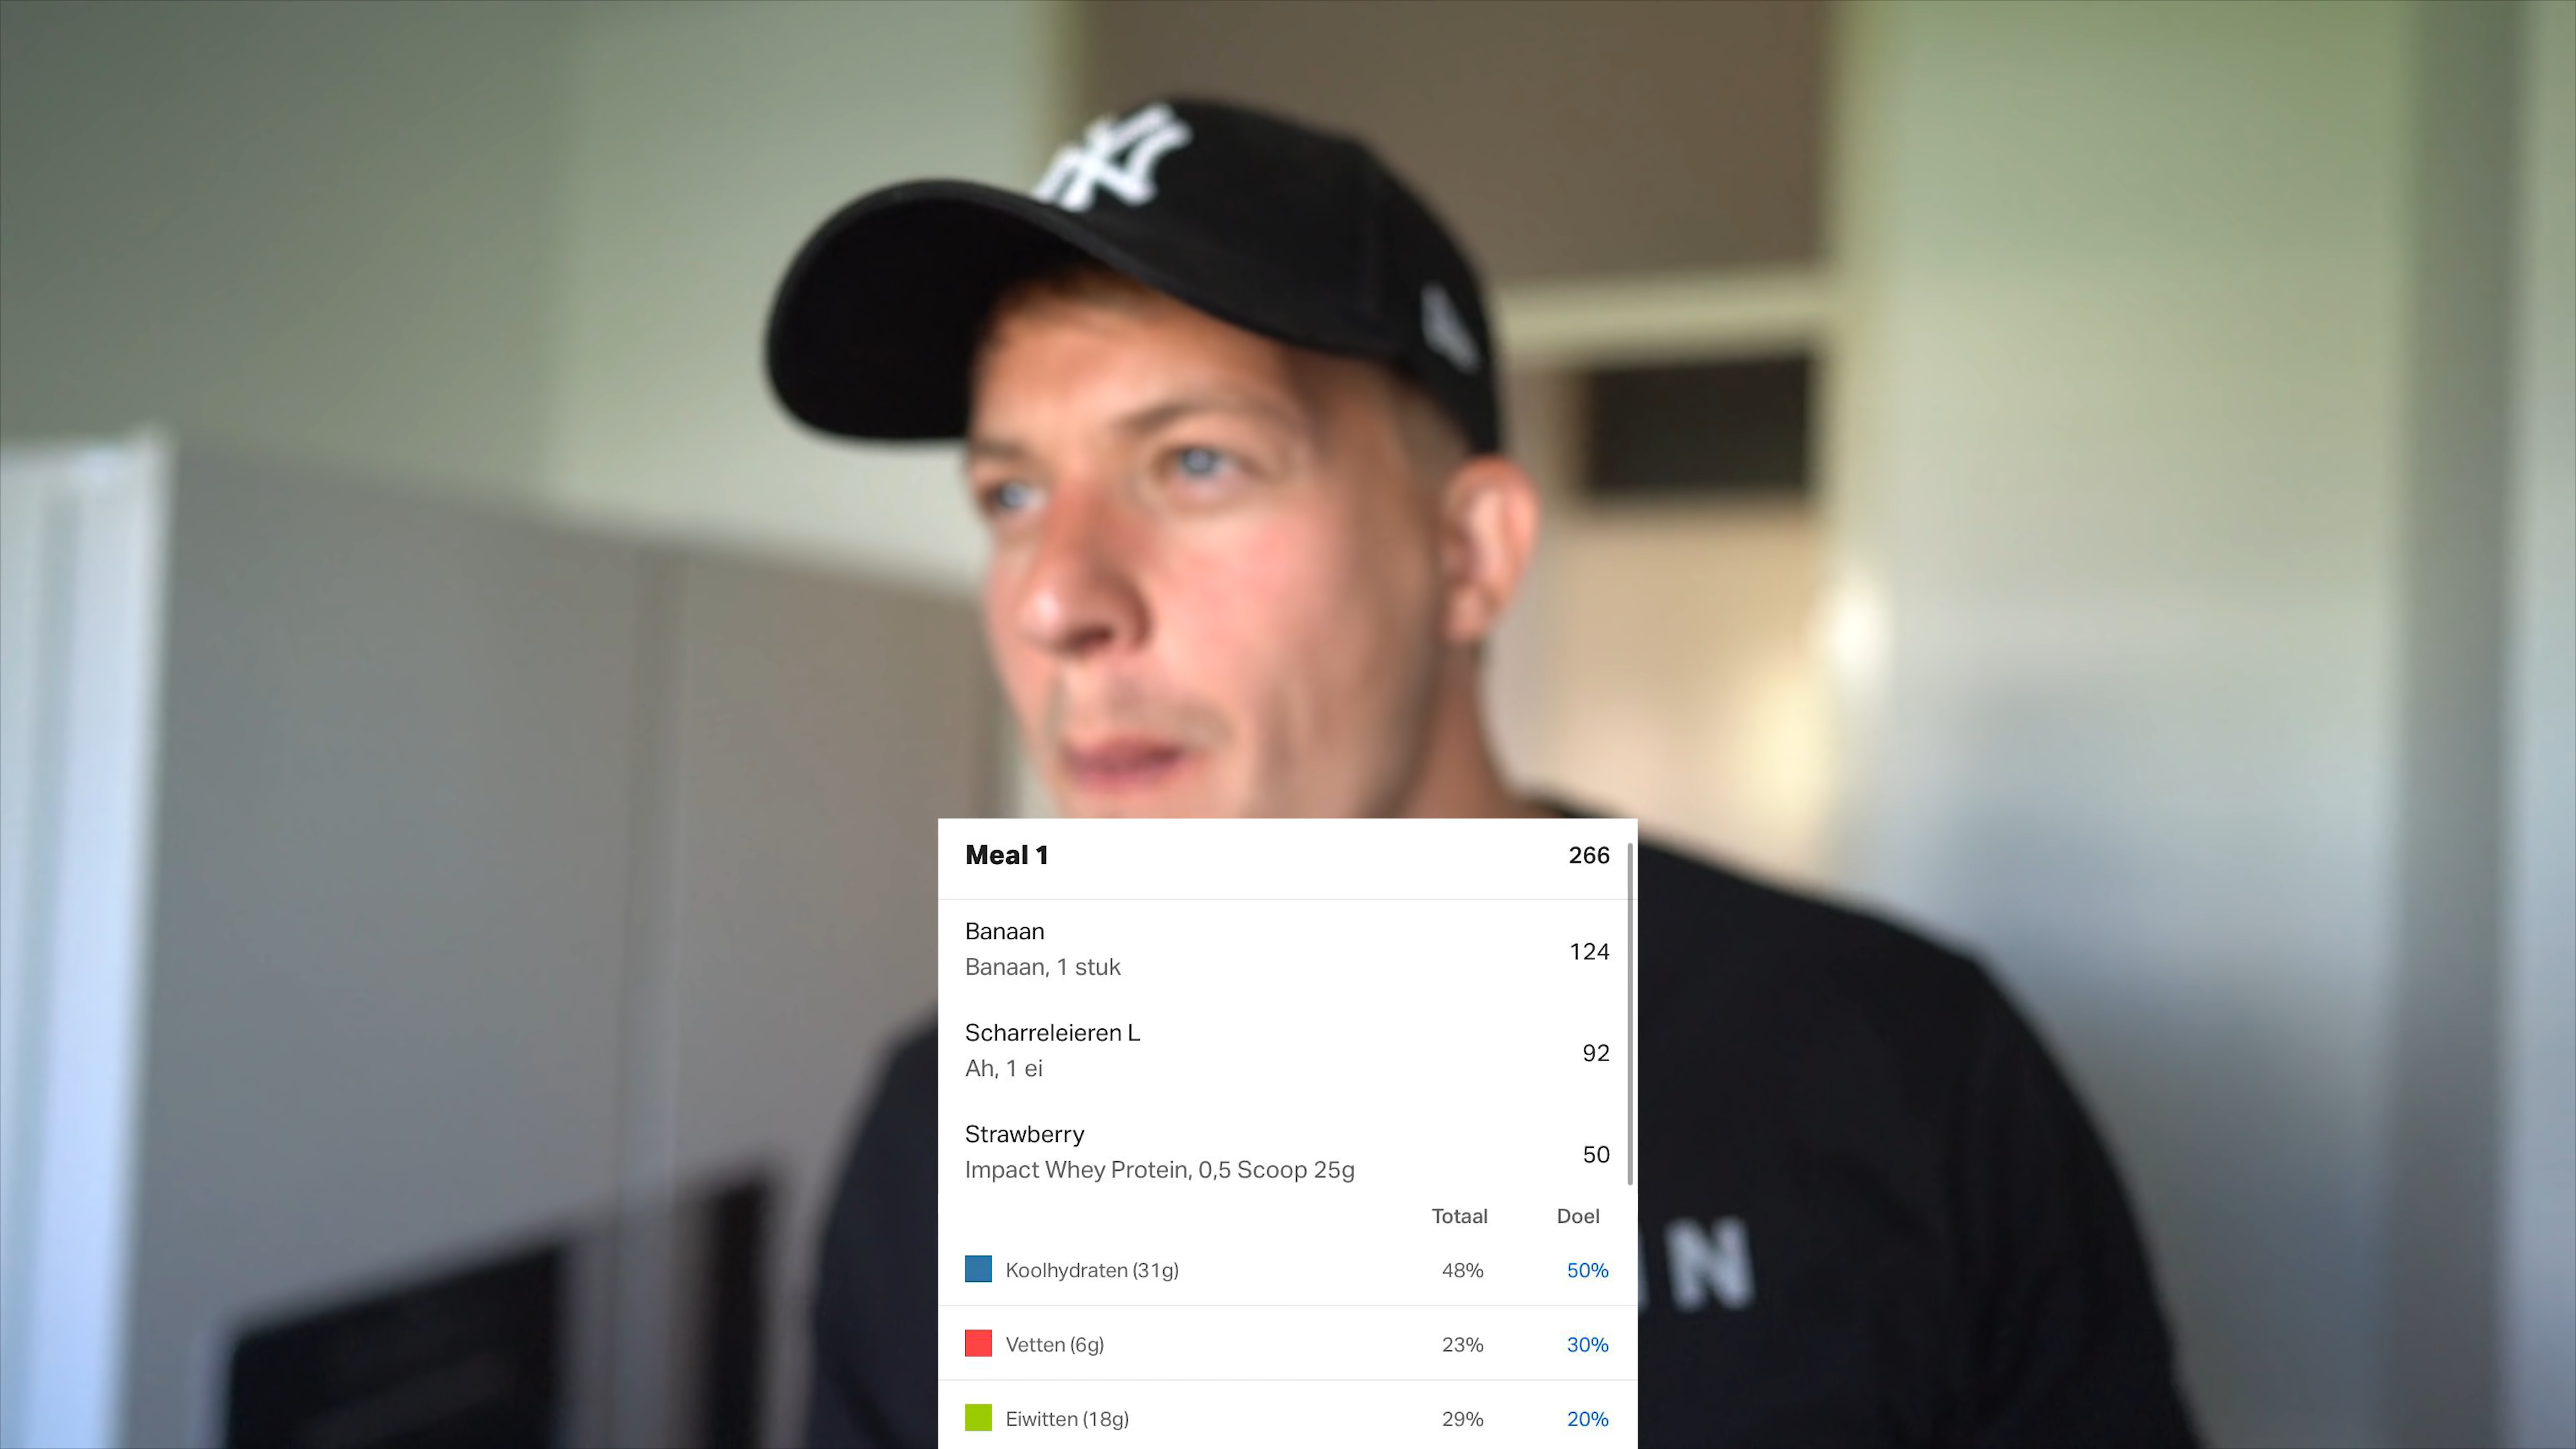 NY
Meal 1 266
Banaan 124
Banaan, 1 stuk
Scharreleieren L 92
Ah, 1 ei
Strawberry 50
Impact Whey Protein, 0,5 Scoop 25g
Totaal Doel
Koolhydraten (31g) 48% 50%
Vetten (6g) 23% 30%
Eiwitten (18g) 29% 20%
N